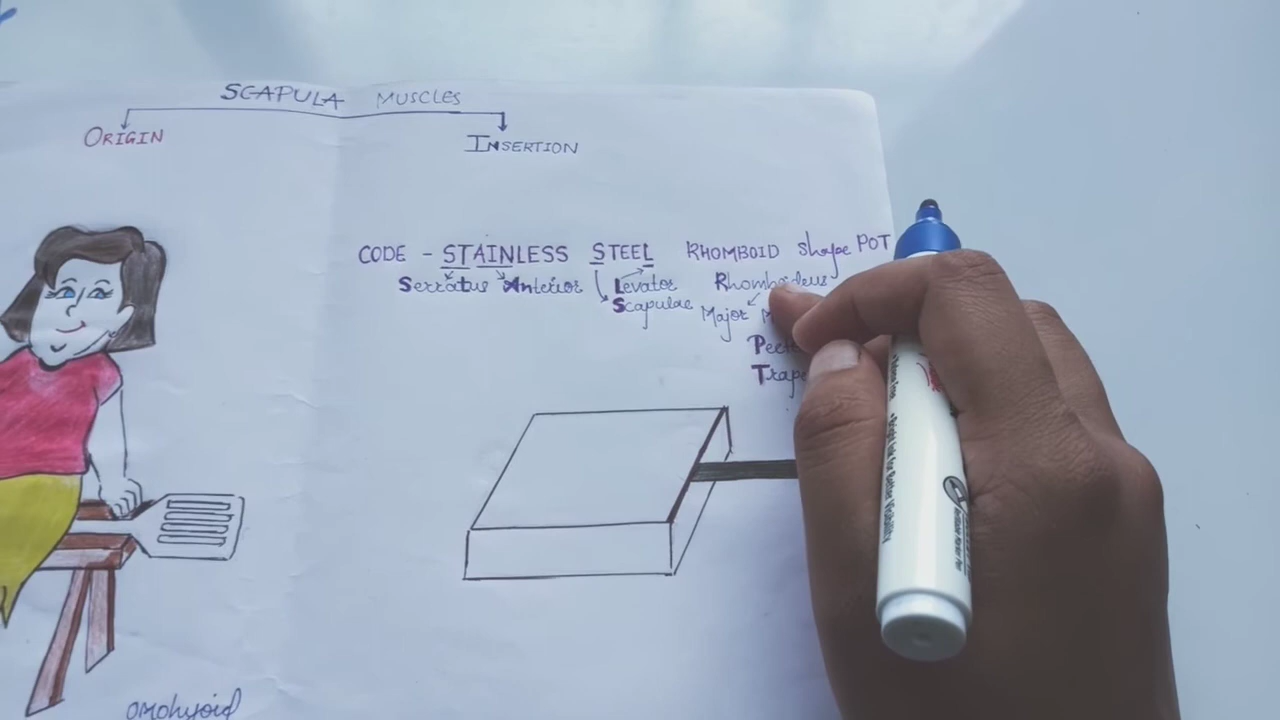 SCAPULA MUSCLES
ORIGIN
INSERTION
CODE - STAINLESS STEEL RHOMBOID Shape POT
Serratus Anterior Levator Rhomboideus
Scapulae Major
Omohyoid